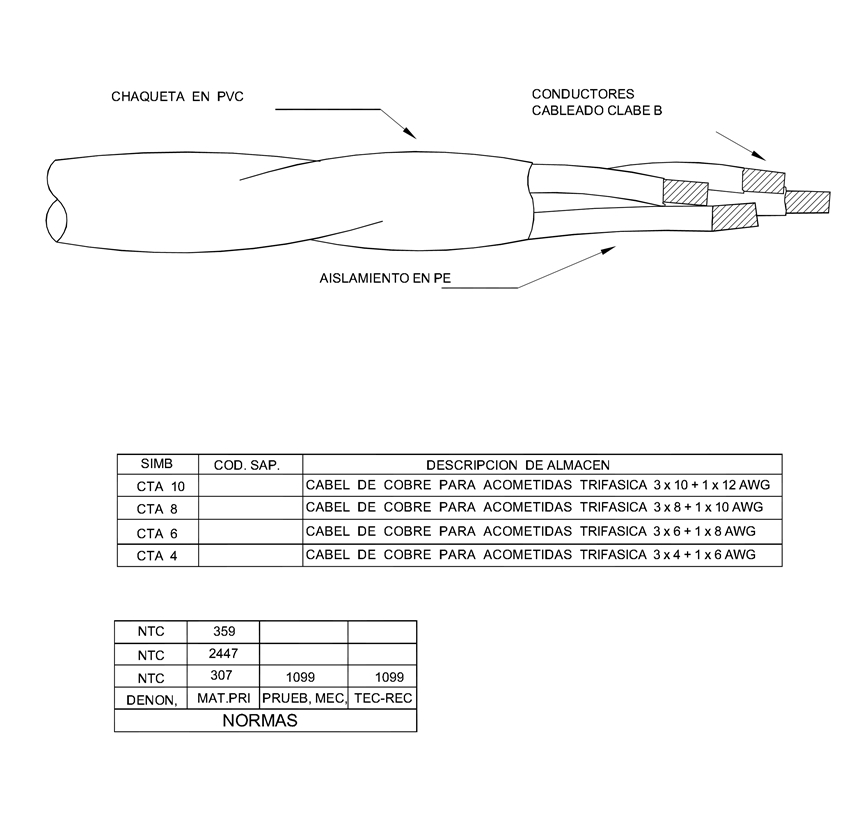 CHAQUETA EN PVC
CONDUCTORES
CABLEADO CLABE B
AISLAMIENTO EN PE
SIMB COD. SAP. DESCRIPCION DE ALMACEN
CTA 10 CABEL DE COBRE PARA ACOMETIDAS TRIFASICA 3 x 10 + 1 x 12 AWG
CTA 8 CABEL DE COBRE PARA ACOMETIDAS TRIFASICA 3 x 8 + 1 x 10 AWG
CTA 6 CABEL DE COBRE PARA ACOMETIDAS TRIFASICA 3 x 6 + 1 x 8 AWG
CTA 4 CABEL DE COBRE PARA ACOMETIDAS TRIFASICA 3 x 4 + 1 x 6 AWG
NTC 359
NTC 2447
NTC 307 1099 1099
DENON, MAT.PRI PRUEB, MEC, TEC-REC
NORMAS